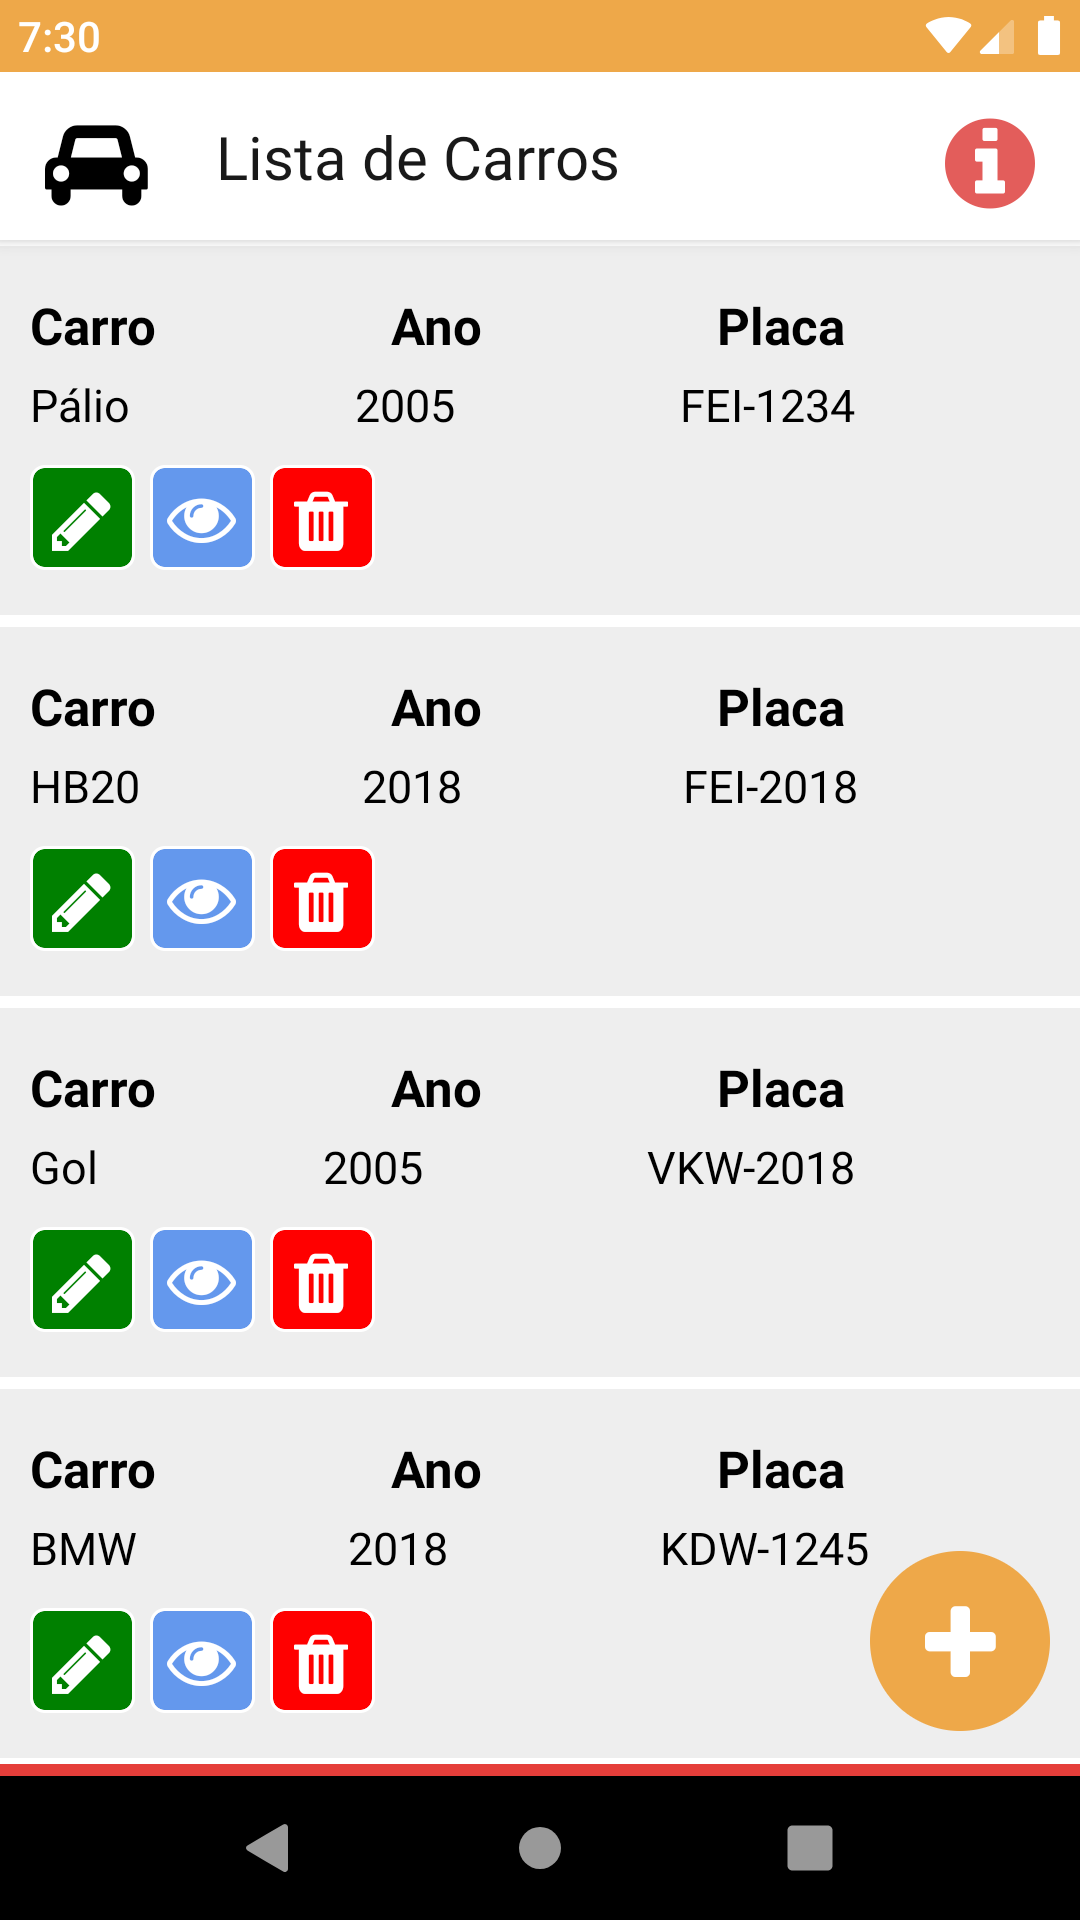 7:30
Lista de Carros
Carro Ano Placa
Pálio 2005 FEI-1234
Carro Ano Placa
HB20 2018 FEI-2018
Carro Ano Placa
Gol 2005 VKW-2018
Carro Ano Placa
BMW 2018 KDW-1245